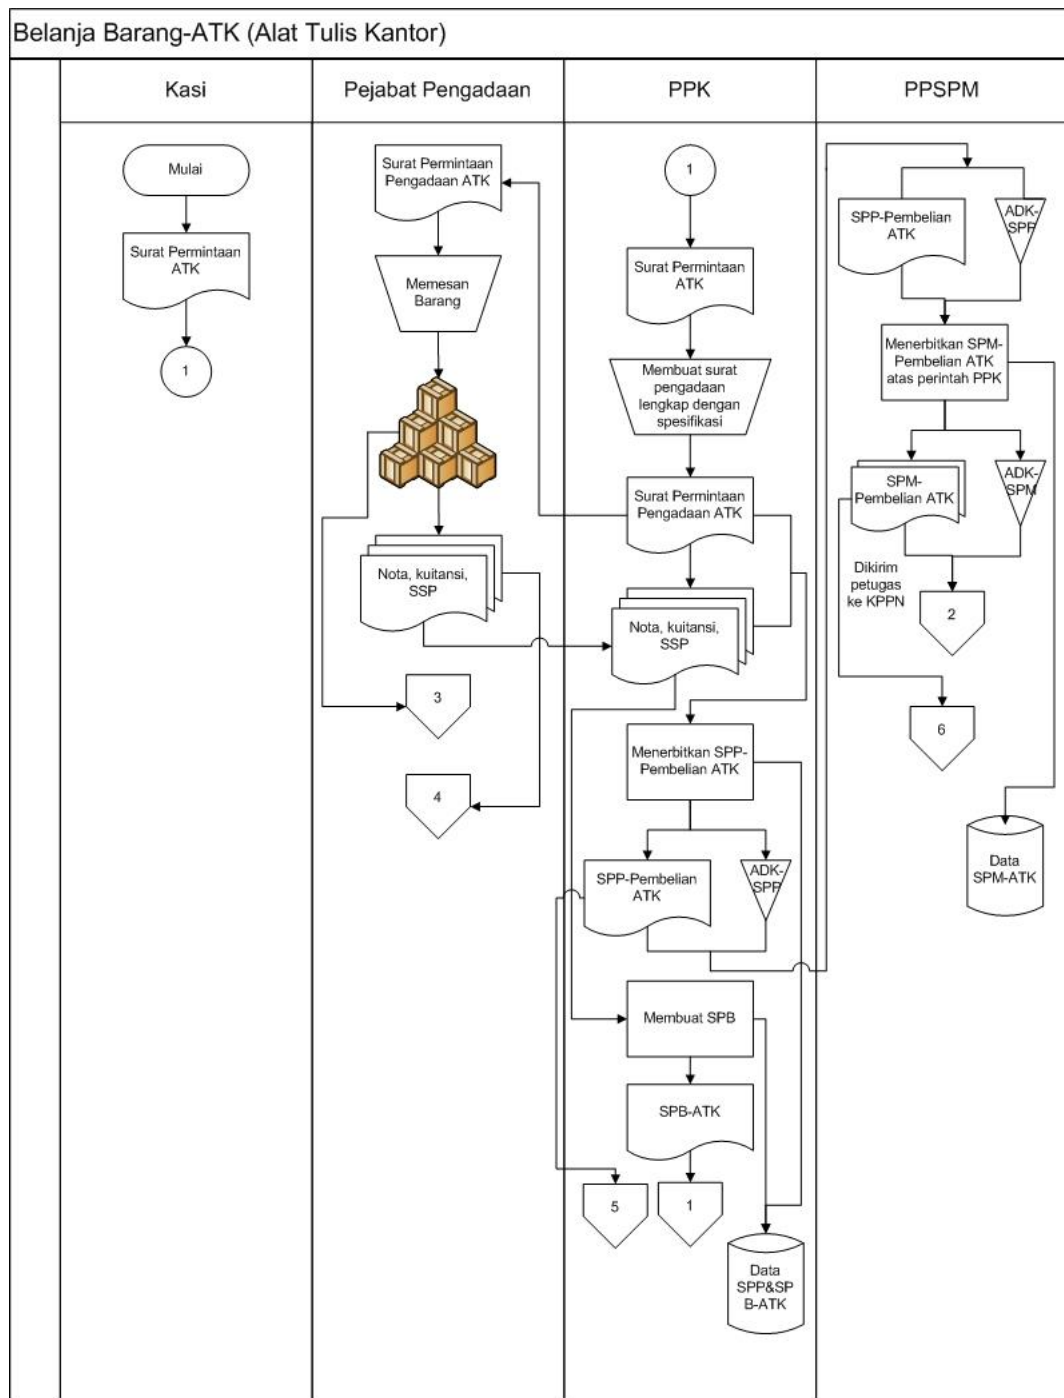 Belanja Barang-ATK (Alat Tulis Kantor)
Kasi
Pejabat Pengadaan
PPK
PPSPM
Mulai
Surat Permintaan
ATK
1
Surat Permintaan
Pengadaan ATK
Memesan
Barang
Nota, kuitansi,
SSP
3
4
1
Surat Permintaan
ATK
Membuat surat
pengadaan
lengkap dengan
spesifikasi
Surat Permintaan
Pengadaan ATK
Nota, kuitansi,
SSP
Menerbitkan SPP-
Pembelian ATK
SPP-Pembelian
ATK
ADK-
SPP
Membuat SPB
SPB-ATK
5
1
Data
SPP&SP
B-ATK
SPP-Pembelian
ATK
ADK-
SPP
Menerbitkan SPM-
Pembelian ATK
atas perintah PPK
SPM-
Pembelian ATK
ADK-
SPM
Dikirim
petugas
ke KPPN
2
6
Data
SPM-ATK